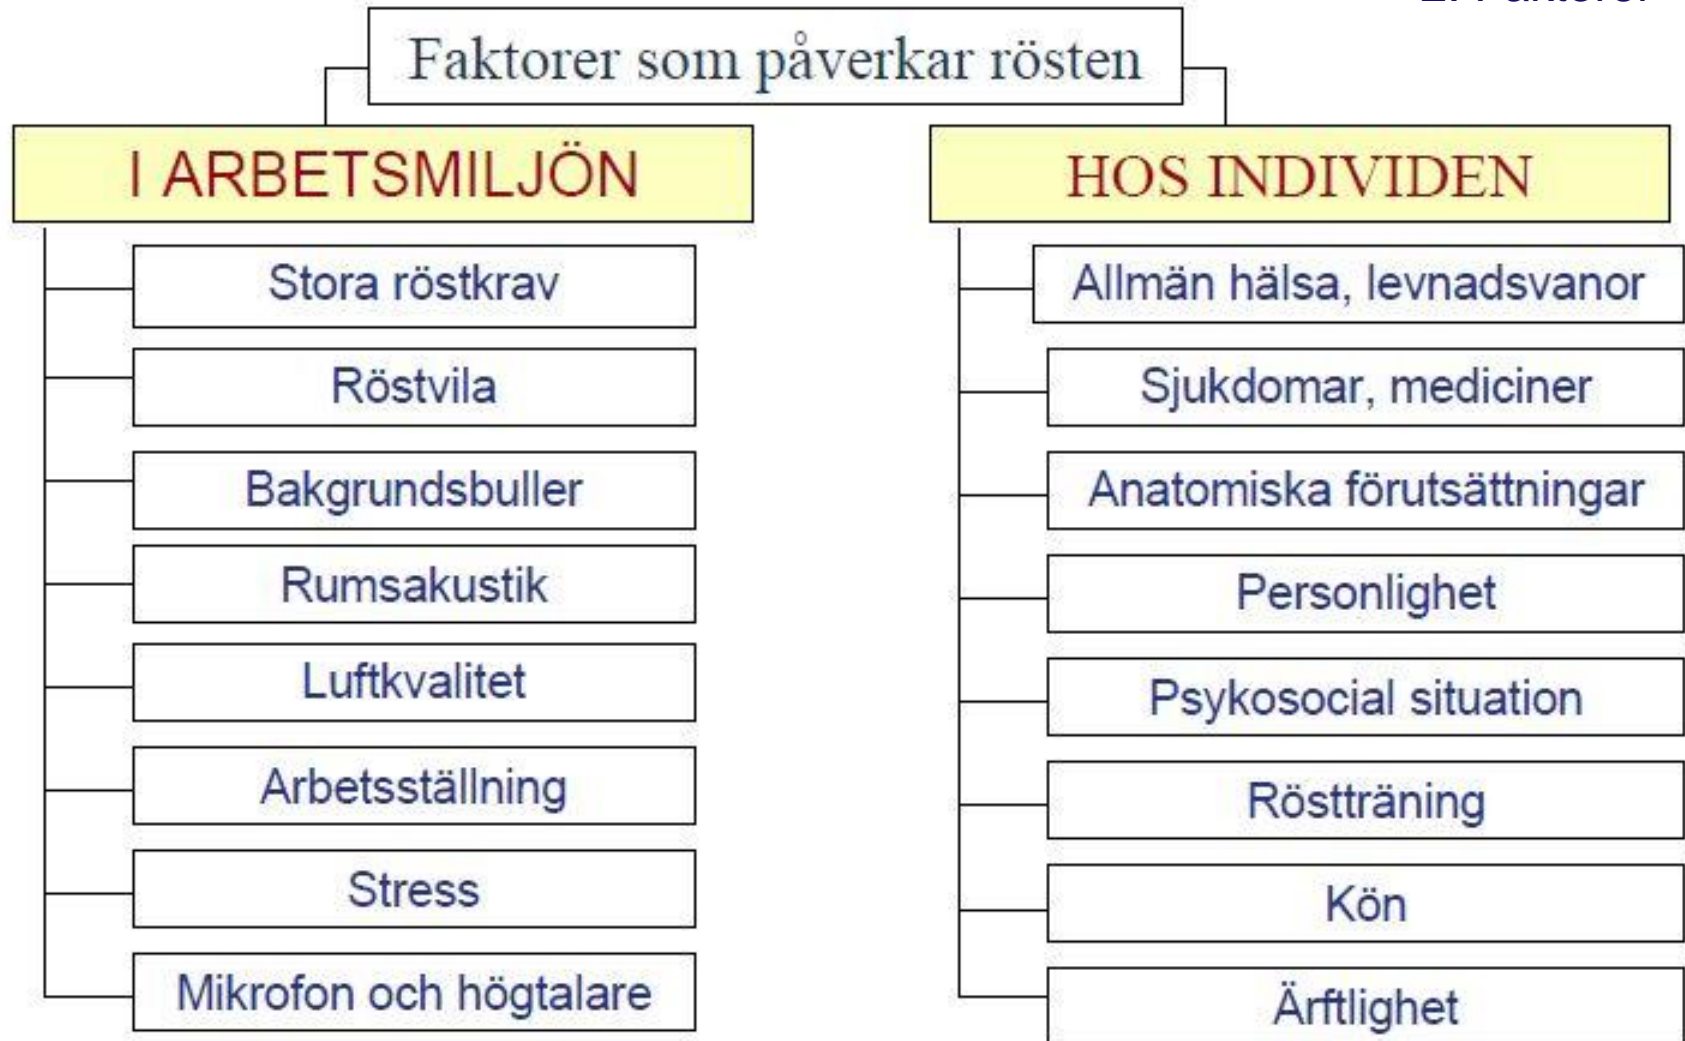 Faktorer som påverkar rösten
I ARBETSMILJÖN
Stora röstkrav
Röstvila
Bakgrundsbuller
Rumsakustik
Luftkvalitet
Arbetsställning
Stress
Mikrofon och högtalare
HOS INDIVIDEN
Allmän hälsa, levnadsvanor
Sjukdomar, mediciner
Anatomiska förutsättningar
Personlighet
Psykosocial situation
Röstträning
Kön
Ärftlighet